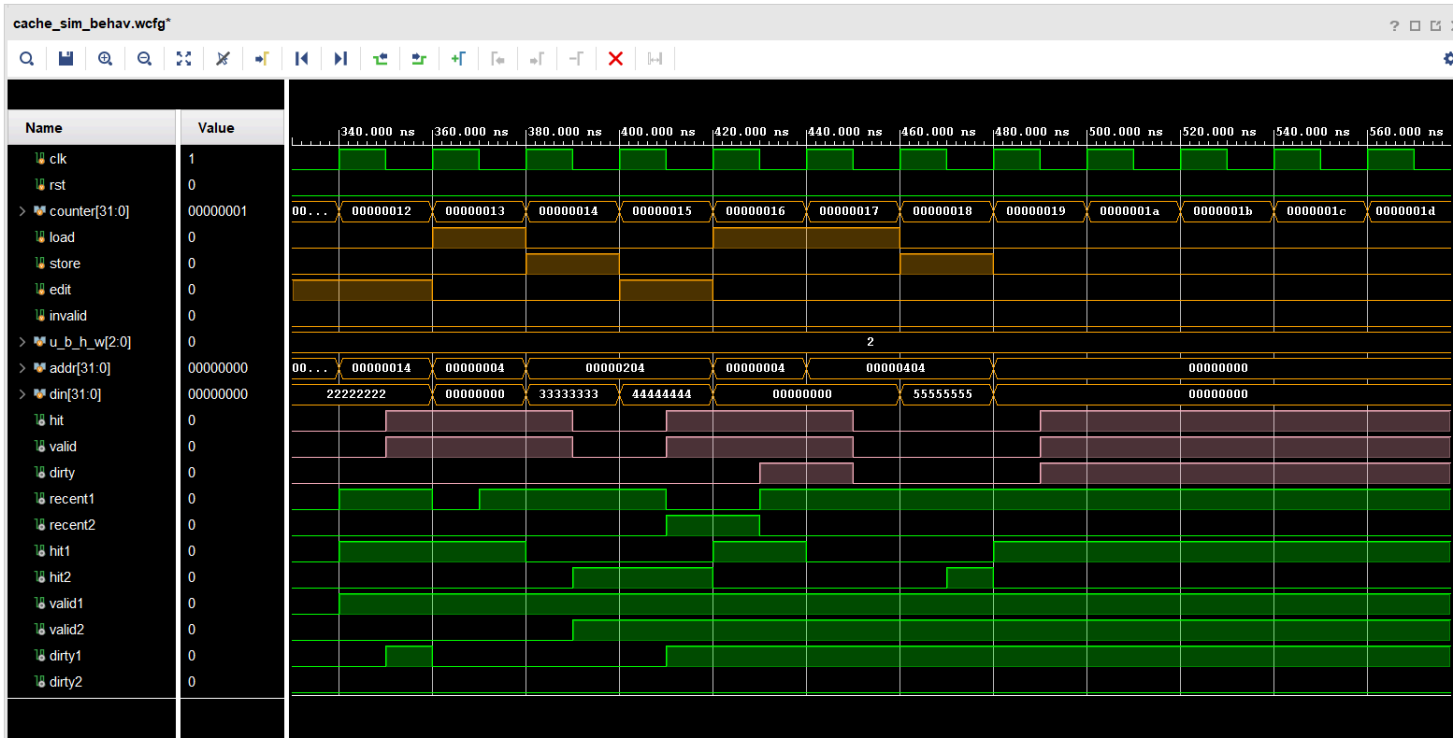 cache_sim_behav.wcfg*
?
Name Value
340.000 ns 360.000 ns 380.000 ns 400.000 ns 420.000 ns 440.000 ns 460.000 ns 480.000 ns 500.000 ns 520.000 ns 540.000 ns 560.000 ns
clk 1
rst 0
counter[31:0] 00000001 00... 00000012 00000013 00000014 00000015 00000016 00000017 00000018 00000019 0000001a 0000001b 0000001c 0000001d
load 0
store 0
edit 0
invalid 0
u_b_h_w[2:0] 0 2
addr[31:0] 00000000 00... 00000014 00000004 00000204 00000004 00000404 00000000
din[31:0] 00000000 22222222 00000000 33333333 44444444 00000000 55555555 00000000
hit 0
valid 0
dirty 0
recent1 0
recent2 0
hit1 0
hit2 0
valid1 0
valid2 0
dirty1 0
dirty2 0